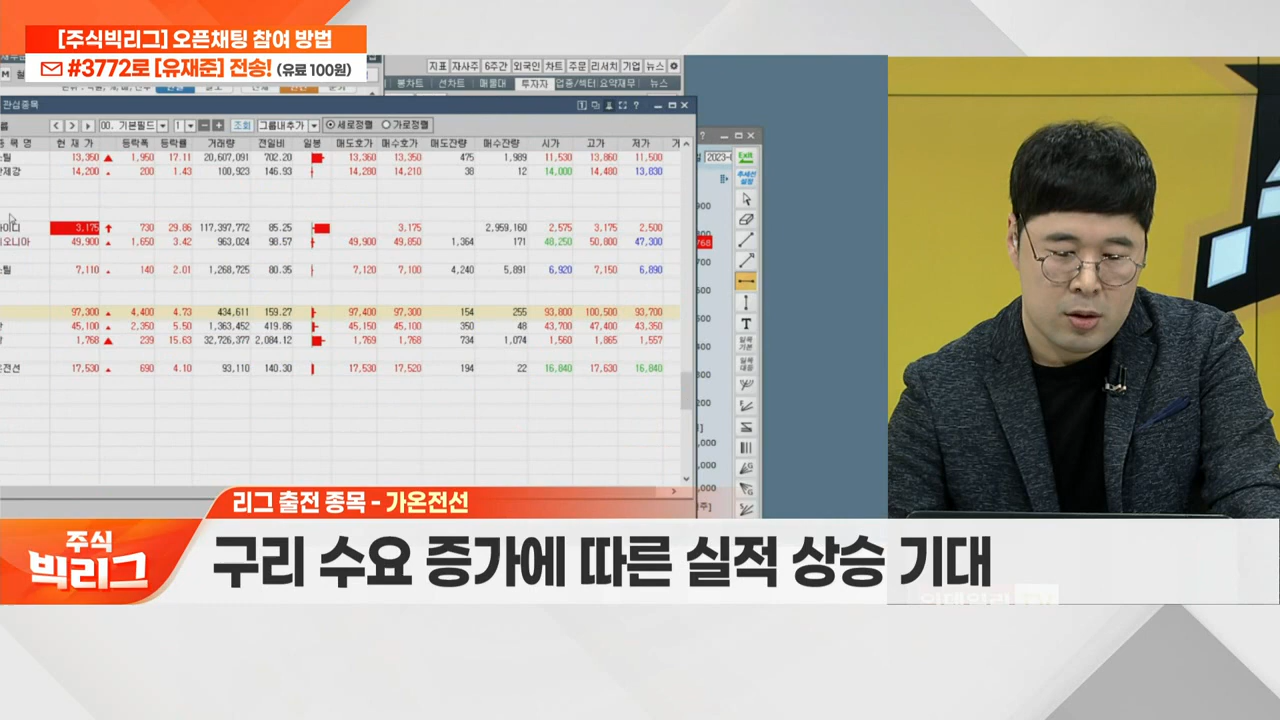 [주식빅리그] 오픈채팅 참여 방법
#3772로 [유재준] 전송! (유료 100원)
지표 자사주 6주간 외국인 차트 주문 리서치 기업 뉴스
봉차트 선차트 매물대 투자자 업종/섹터 요약재무 뉴스
관심종목
00. 기본필드 1 조회 그룹내추가 세로정렬 가로정렬
종 목 명 현 재 가 등락폭 등락률 거래량 전일비 일봉 매도호가 매수호가 매도잔량 매수잔량 시가 고가 저가
13,350 1,950 17.11 20,607,091 702.20 13,360 13,350 475 1,989 11,530 13,860 11,500
14,200 200 1.43 100,923 146.93 14,280 14,210 38 12 14,000 14,480 13,830
3,175 730 29.86 117,397,772 85.25 3,175 2,959,160 2,575 3,175 2,500
49,900 1,650 3.42 963,024 98.57 49,900 49,850 1,364 171 48,250 50,800 47,300
7,110 140 2.01 1,268,725 80.35 7,120 7,100 4,240 5,891 6,920 7,150 6,890
97,300 4,400 4.73 434,611 159.27 97,400 97,300 154 255 93,800 100,500 93,700
45,100 2,350 5.50 1,363,452 419.86 45,150 45,100 350 48 43,700 47,400 43,350
1,768 239 15.63 32,726,377 2,084.12 1,769 1,768 734 1,074 1,560 1,865 1,557
온전선 17,530 690 4.10 93,110 140.30 17,530 17,520 194 22 16,840 17,630 16,840
Exit
추세선
설정
리그 출전 종목 - 가온전선
주식
빅리그
구리 수요 증가에 따른 실적 상승 기대